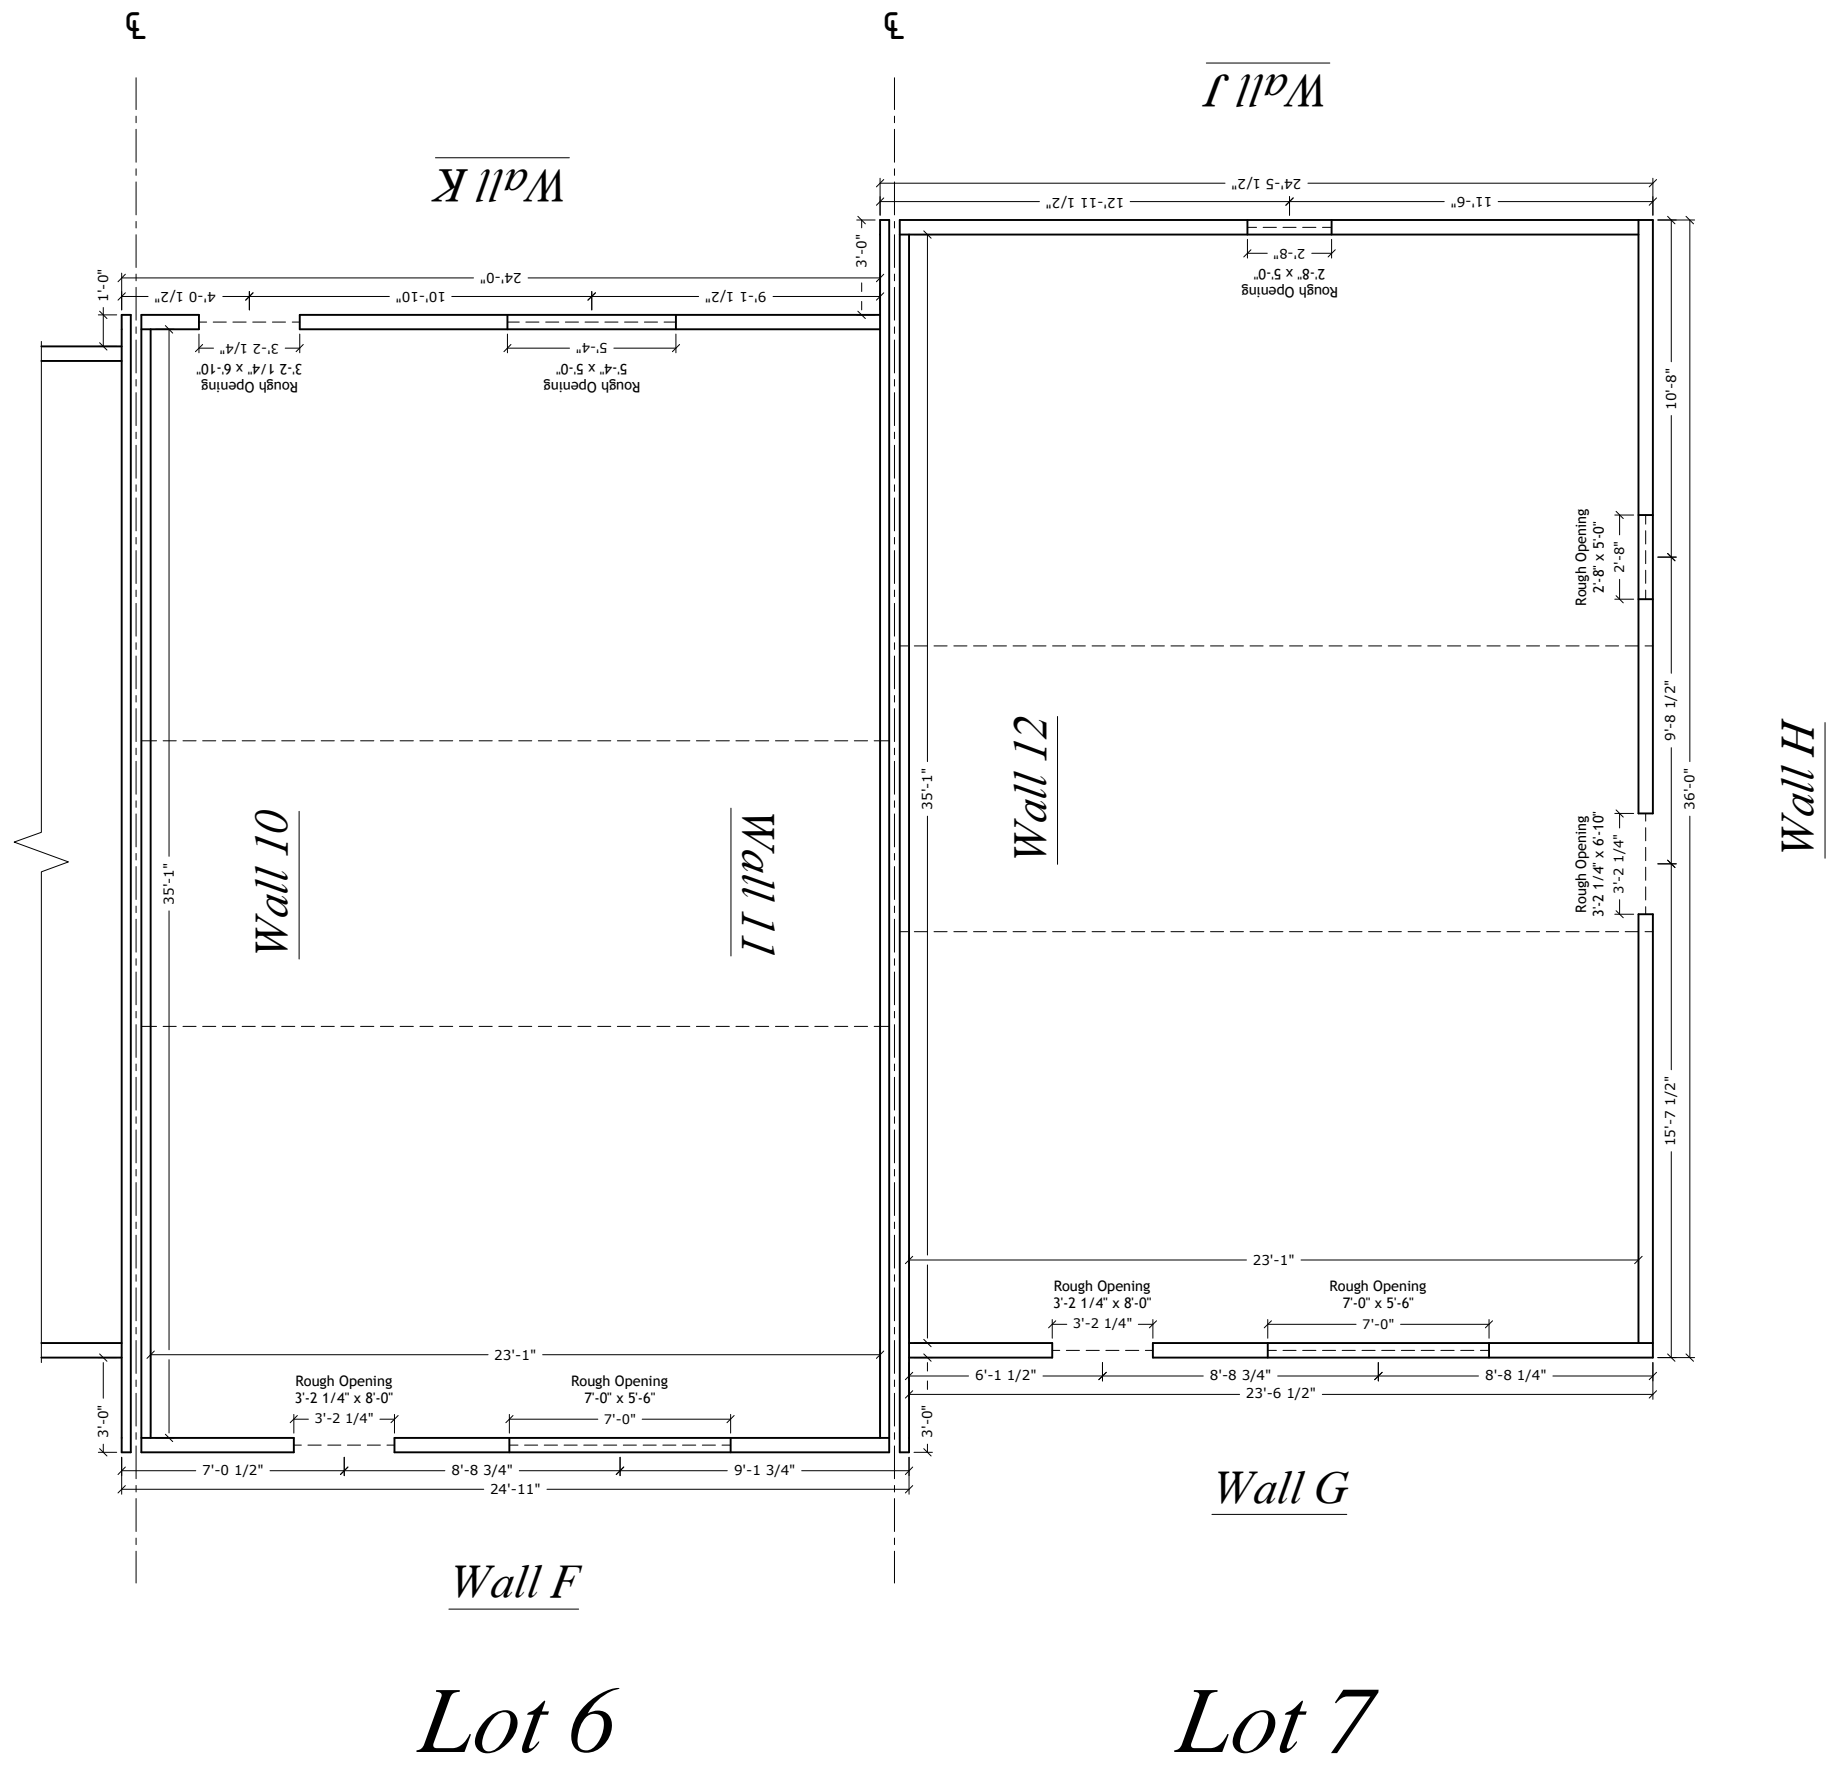 ℄
℄
Wall J
Wall K
24'-5 1/2"
12'-11 1/2"
11'-6"
3'-0"
2'-8"
2'-8" x 5'-0"
Rough Opening
1'-0"
24'-0"
4'-0 1/2"
10'-10"
9'-1 1/2"
3'-2 1/4"
3'-2 1/4" x 6'-10"
Rough Opening
5'-4"
5'-4" x 5'-0"
Rough Opening
10'-8"
Rough Opening
2'-8" x 5'-0"
2'-8"
9'-8 1/2"
36'-0"
Wall H
Wall 12
35'-1"
Wall 10
Wall 11
35'-1"
Rough Opening
3'-2 1/4" x 6'-10"
3'-2 1/4"
15'-7 1/2"
23'-1"
Rough Opening
3'-2 1/4" x 8'-0"
3'-2 1/4"
Rough Opening
7'-0" x 5'-6"
7'-0"
6'-1 1/2"
8'-8 3/4"
8'-8 1/4"
23'-6 1/2"
3'-0"
23'-1"
Rough Opening
3'-2 1/4" x 8'-0"
3'-2 1/4"
Rough Opening
7'-0" x 5'-6"
7'-0"
3'-0"
7'-0 1/2"
8'-8 3/4"
9'-1 3/4"
24'-11"
Wall G
Wall F
Lot 6
Lot 7